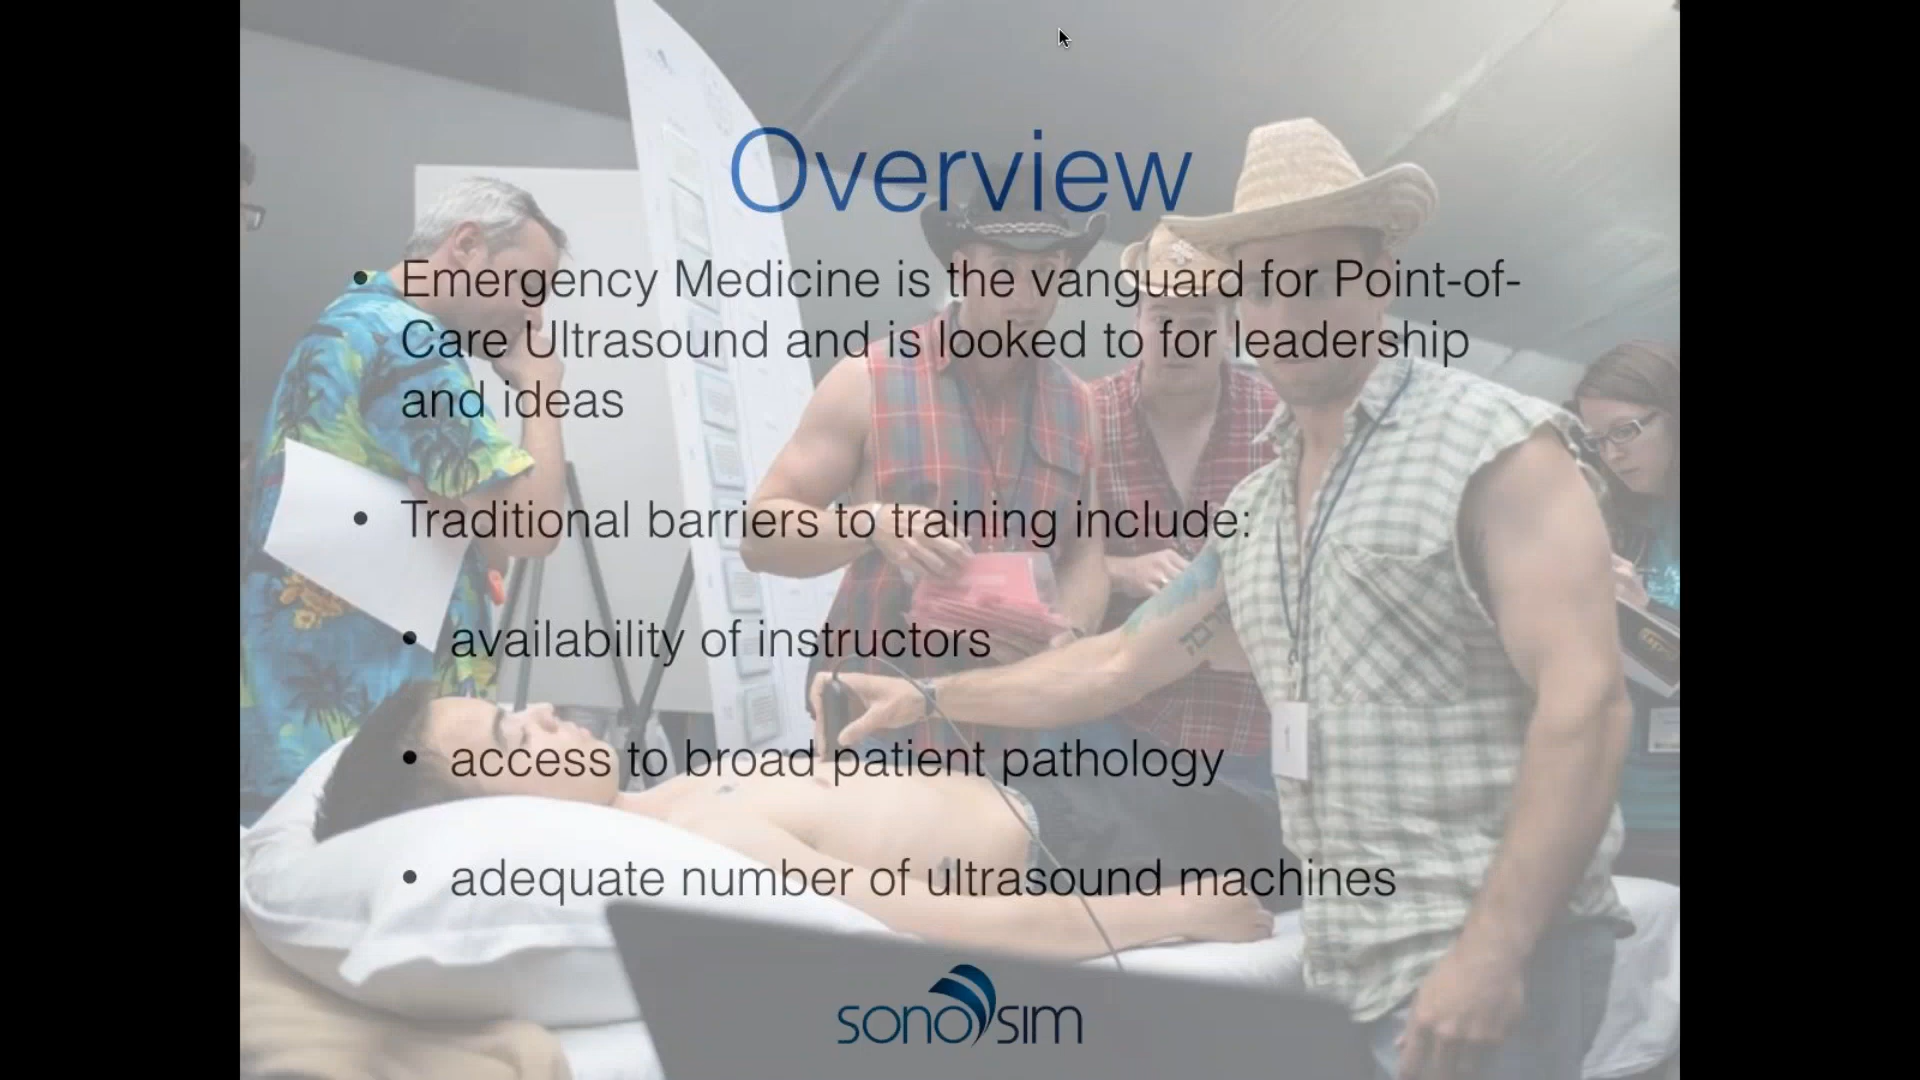 Overview
• Emergency Medicine is the vanguard for Point-of-
Care Ultrasound and is looked to for leadership
and ideas
• Traditional barriers to training include:
• availability of instructors
• access to broad patient pathology
• adequate number of ultrasound machines
sonosim